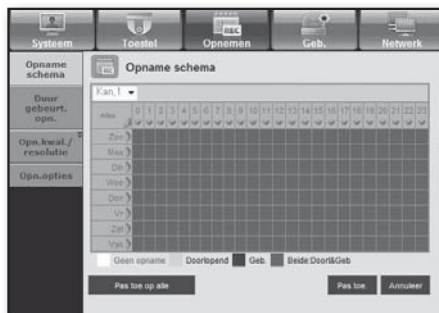 Systeem Toestel Opnemen Geb. Netwerk
Opname schema
Duur gebeurt. opn.
Opn.kwal./ resolutie
Opn.opties
Opname schema
Kan,1
Alles 0 1 2 3 4 5 6 7 8 9 10 11 12 13 14 15 16 17 18 19 20 21 22 23
Zon
Maa
Din
Woe
Don
Vr
Zat
Vak
Geen opname Doorlopend Geb. Beide:Door&Geb
Pas toe op alle Pas toe. Annuleer